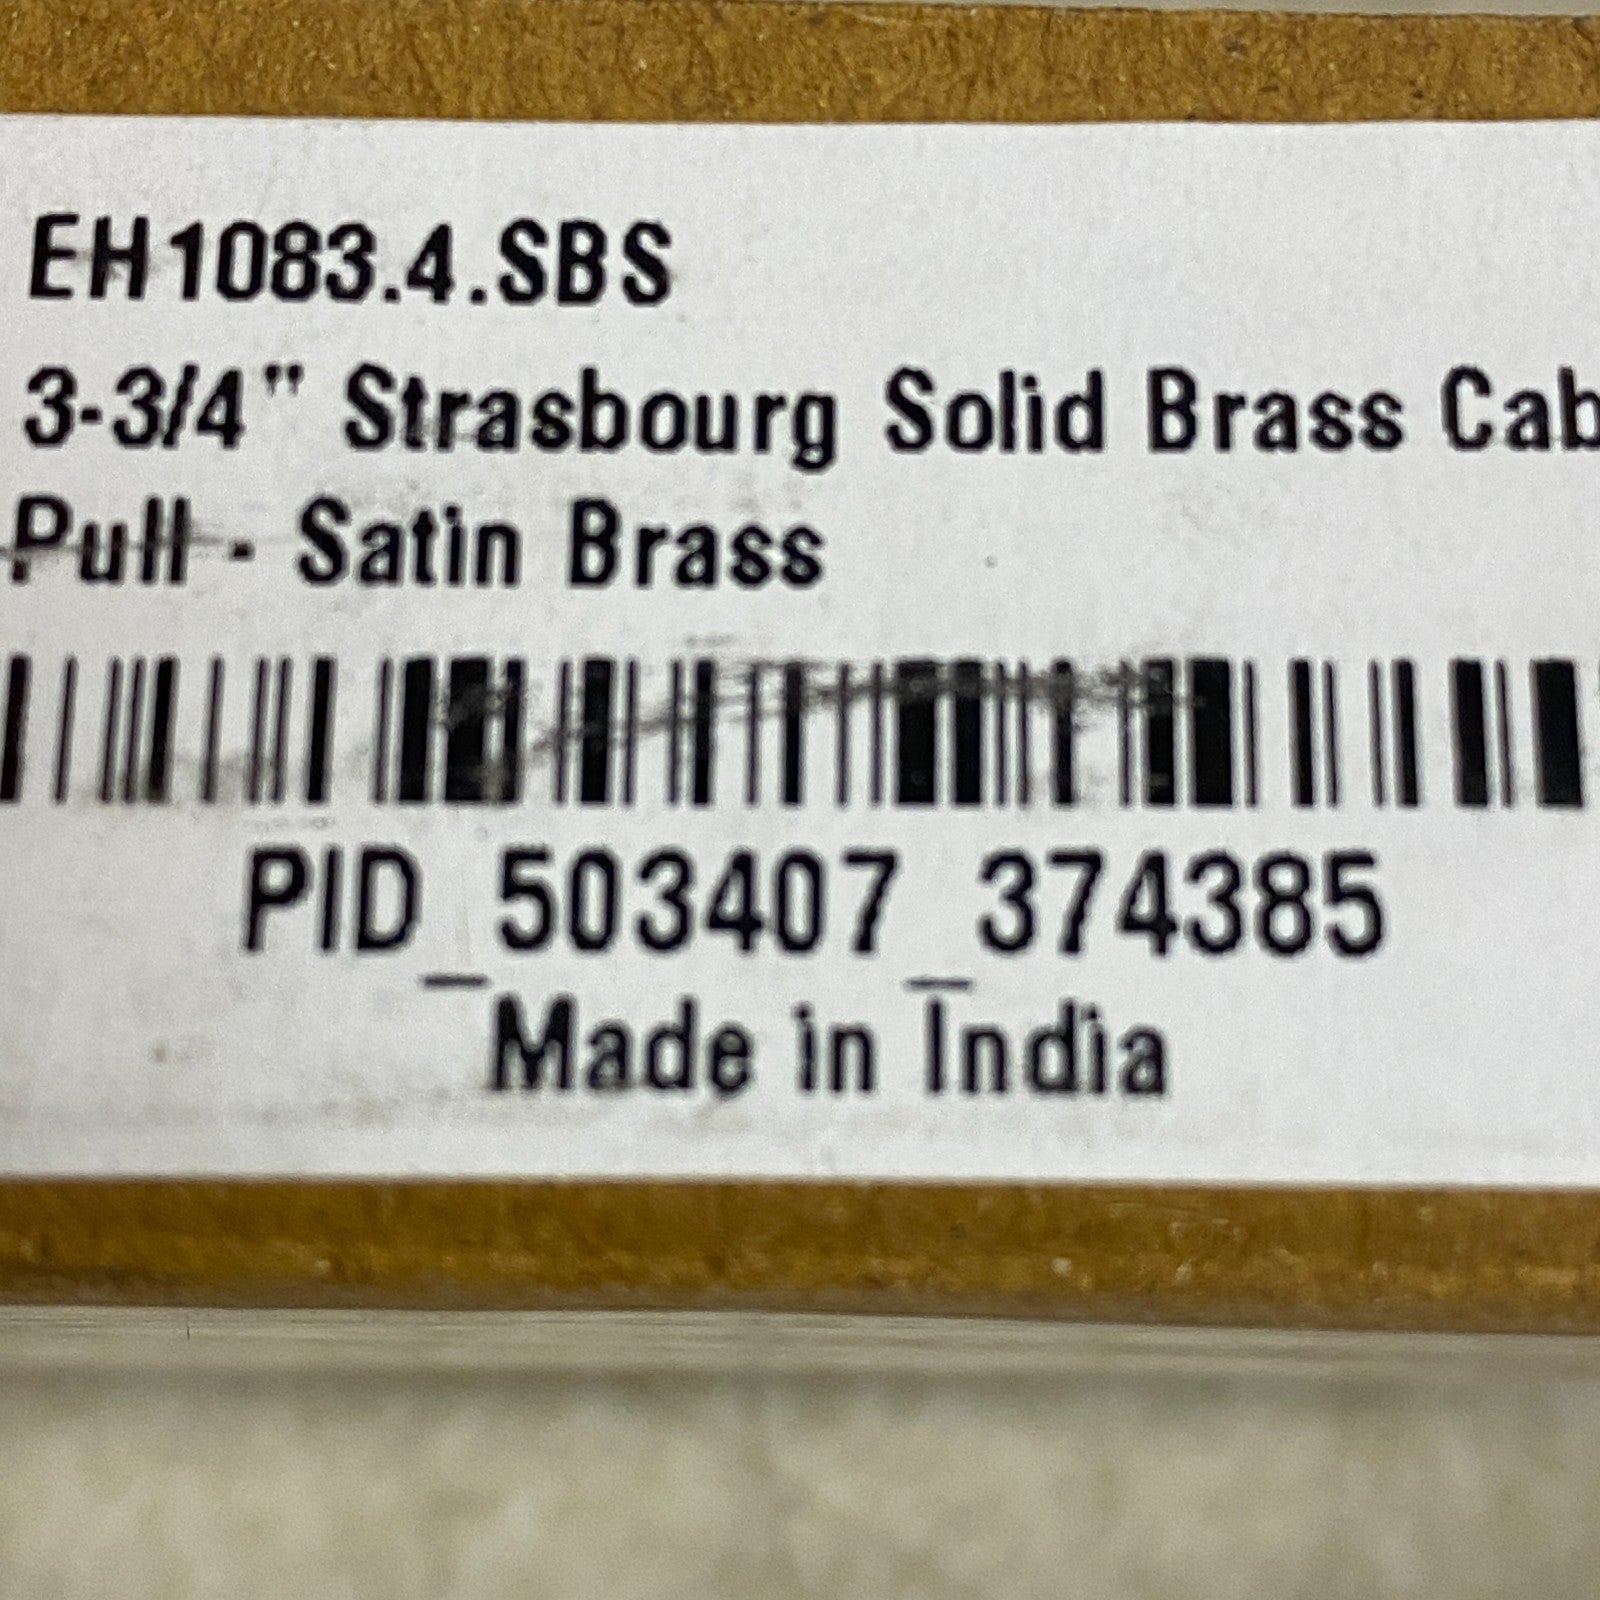 EH1083.4.SBS
3-3/4" Strasbourg Solid Brass Cab
Pull - Satin Brass
PID_503407_374385
Made in India